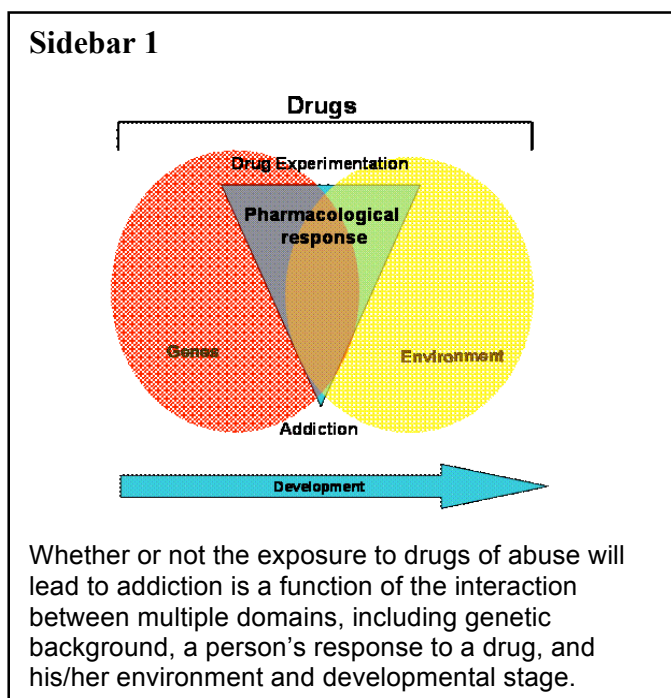 Sidebar 1
Drugs
Drug Experimentation
Pharmacological
response
Genes
Environment
Addiction
Development
Whether or not the exposure to drugs of abuse will
lead to addiction is a function of the interaction
between multiple domains, including genetic
background, a person’s response to a drug, and
his/her environment and developmental stage.